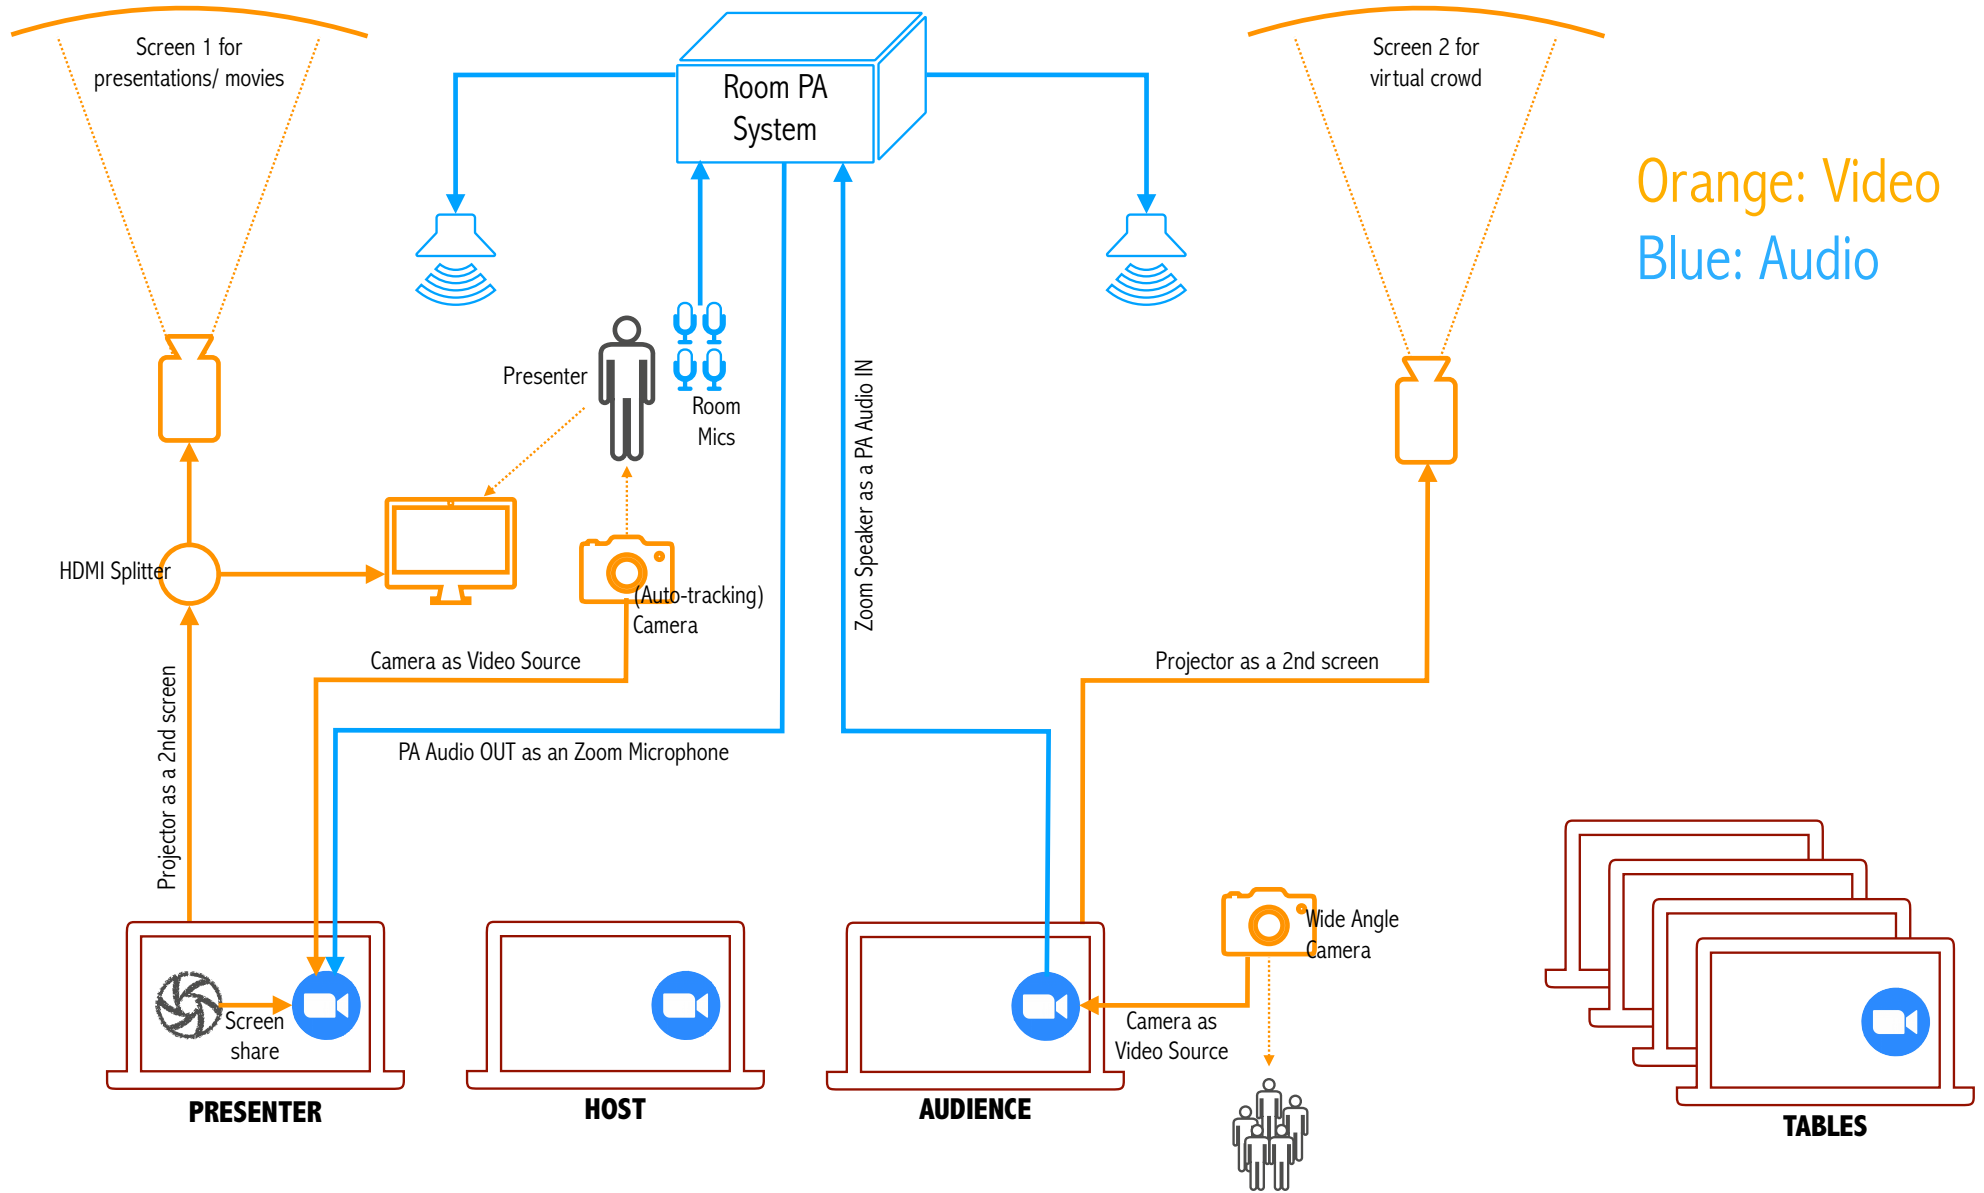 Screen 1 for
presentations/ movies
Room PA
System
Screen 2 for
virtual crowd
Orange: Video
Blue: Audio
Presenter
Room
Mics
Zoom Speaker as a PA Audio IN
HDMI Splitter
(Auto-tracking)
Camera
Camera as Video Source
Projector as a 2nd screen
Projector as a 2nd screen
PA Audio OUT as an Zoom Microphone
Wide Angle
Camera
Screen
share
Camera as
Video Source
PRESENTER
HOST
AUDIENCE
TABLES